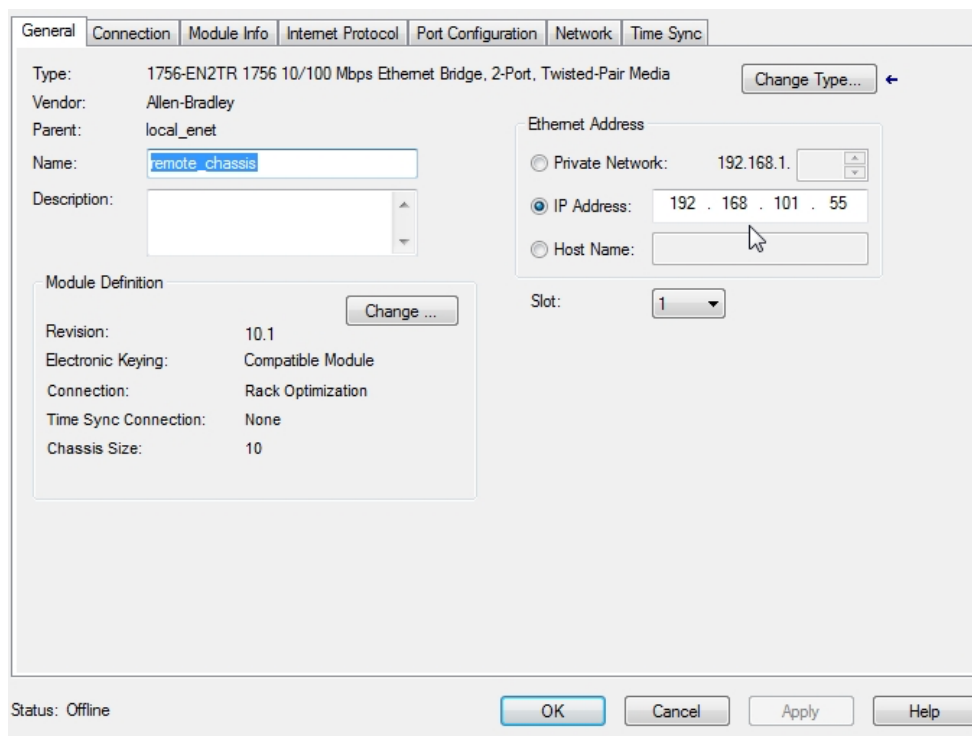 General Connection Module Info Internet Protocol Port Configuration Network Time Sync
Type: 1756-EN2TR 1756 10/100 Mbps Ethernet Bridge, 2-Port, Twisted-Pair Media
Change Type...
Vendor: Allen-Bradley
Parent: local_enet
Name: remote_chassis
Description:
Ethernet Address
Private Network: 192.168.1.
IP Address: 192 . 168 . 101 . 55
Host Name:
Slot: 1
Module Definition
Change ...
Revision: 10.1
Electronic Keying: Compatible Module
Connection: Rack Optimization
Time Sync Connection: None
Chassis Size: 10
Status: Offline
OK Cancel Apply Help